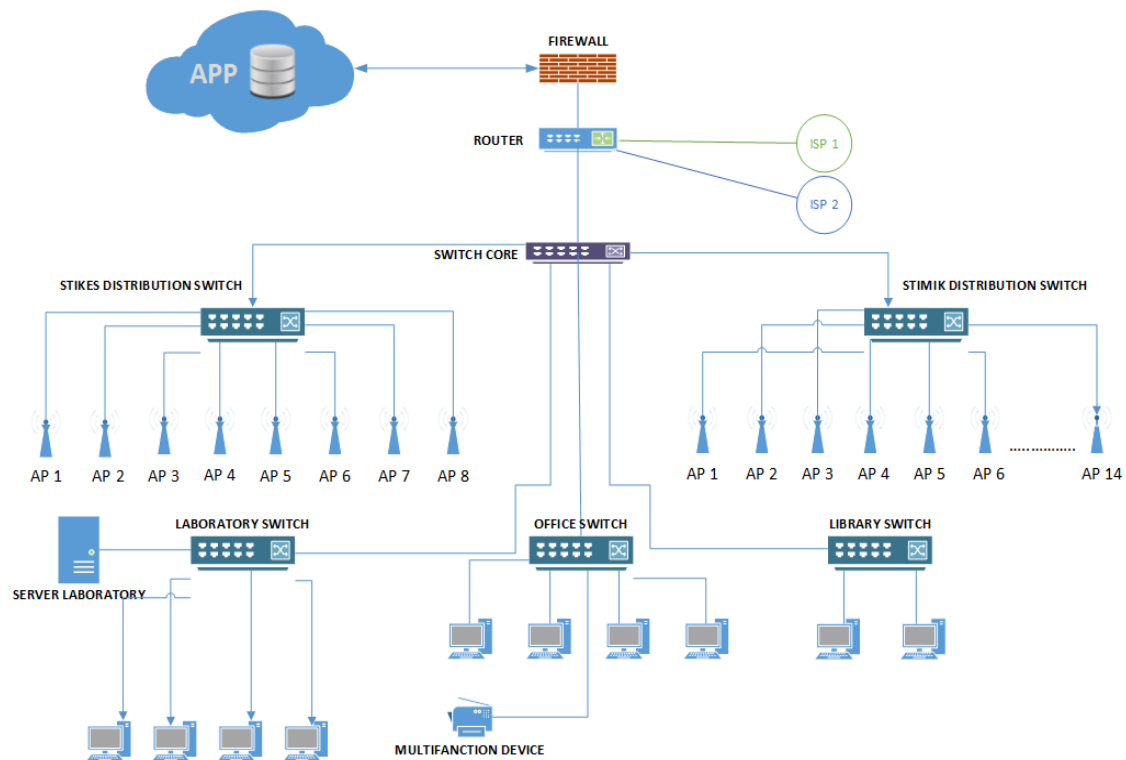 FIREWALL
APP
ROUTER
ISP 1
ISP 2
SWITCH CORE
STIKES DISTRIBUTION SWITCH
STIMIK DISTRIBUTION SWITCH
AP 1 AP 2 AP 3 AP 4 AP 5 AP 6 AP 7 AP 8
AP 1 AP 2 AP 3 AP 4 AP 5 AP 6 ................ AP 14
LABORATORY SWITCH
OFFICE SWITCH
LIBRARY SWITCH
SERVER LABORATORY
MULTIFANCTION DEVICE